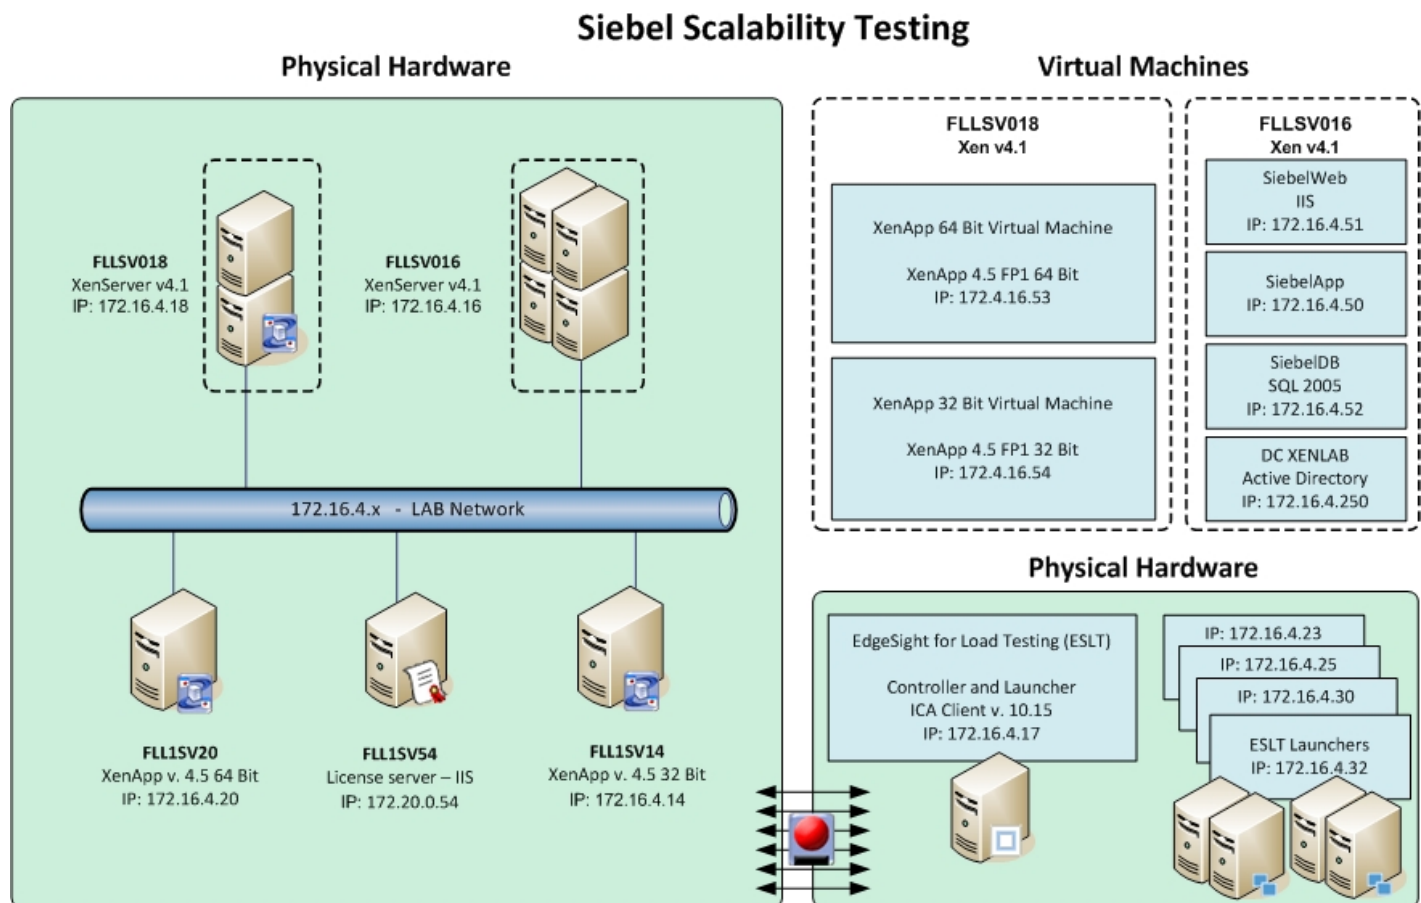 Siebel Scalability Testing
Physical Hardware
FLLSV018
XenServer v4.1
IP: 172.16.4.18
FLLSV016
XenServer v4.1
IP: 172.16.4.16
172.16.4.x - LAB Network
FLL1SV20
XenApp v. 4.5 64 Bit
IP: 172.16.4.20
FLL1SV54
License server – IIS
IP: 172.20.0.54
FLL1SV14
XenApp v. 4.5 32 Bit
IP: 172.16.4.14
Virtual Machines
FLLSV018
Xen v4.1
XenApp 64 Bit Virtual Machine
XenApp 4.5 FP1 64 Bit
IP: 172.4.16.53
XenApp 32 Bit Virtual Machine
XenApp 4.5 FP1 32 Bit
IP: 172.4.16.54
FLLSV016
Xen v4.1
SiebelWeb
IIS
IP: 172.16.4.51
SiebelApp
IP: 172.16.4.50
SiebelDB
SQL 2005
IP: 172.16.4.52
DC XENLAB
Active Directory
IP: 172.16.4.250
Physical Hardware
EdgeSight for Load Testing (ESLT)
Controller and Launcher
ICA Client v. 10.15
IP: 172.16.4.17
IP: 172.16.4.23
IP: 172.16.4.25
IP: 172.16.4.30
ESLT Launchers
IP: 172.16.4.32